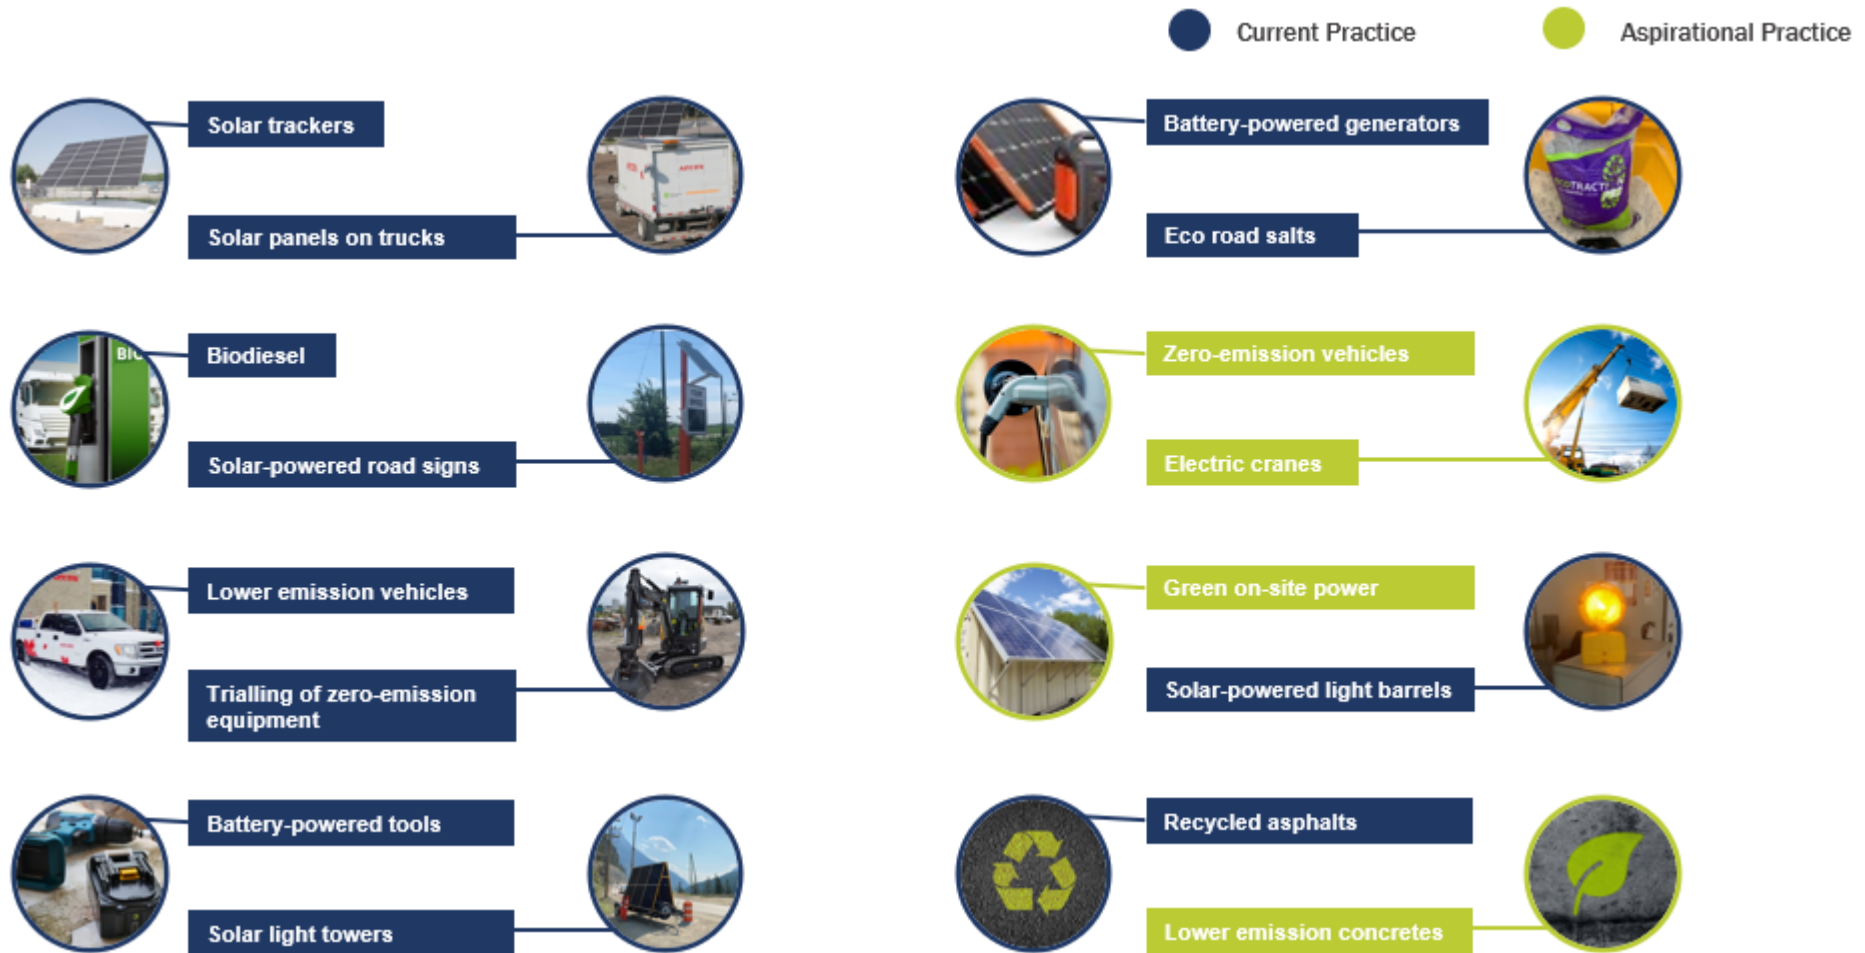 Current Practice
Aspirational Practice
Solar trackers
Solar panels on trucks
Battery-powered generators
Eco road salts
Biodiesel
BIO
Solar-powered road signs
Zero-emission vehicles
Electric cranes
Lower emission vehicles
Trialling of zero-emission
equipment
Green on-site power
Solar-powered light barrels
Battery-powered tools
Solar light towers
Recycled asphalts
Lower emission concretes